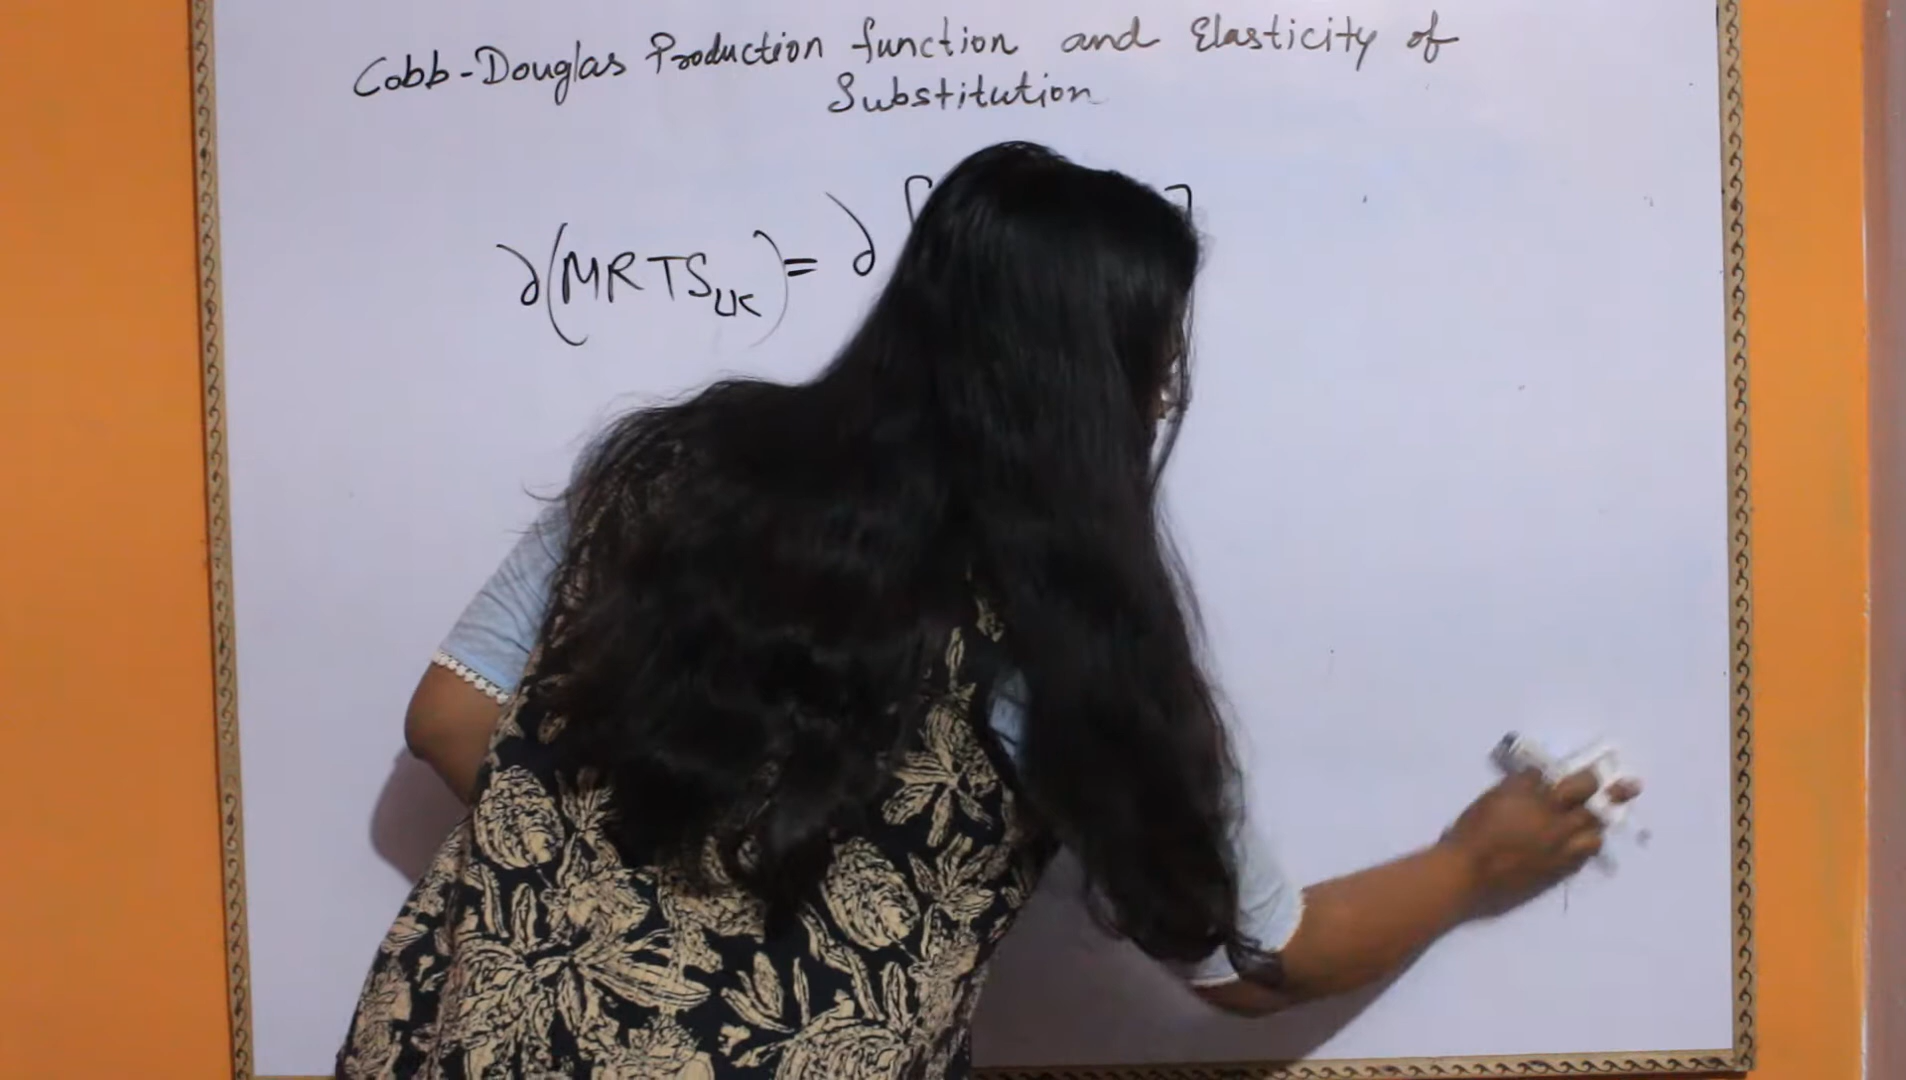 Cobb-Douglas Production function and Elasticity of
Substitution
∂(MRTS_LK) = ∂ [ ]